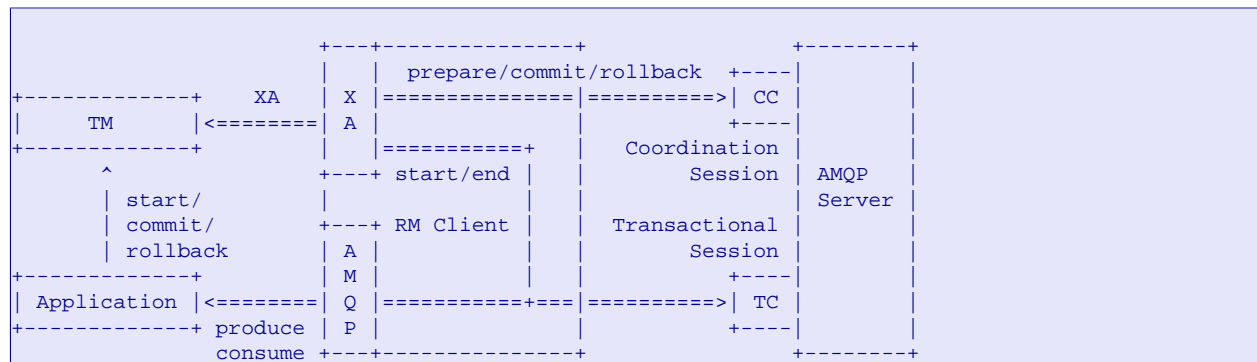 +---+---------------+                +--------+
|   |  prepare/commit/rollback  +----|        |
+-------------+    XA    | X |===============|==========>| CC |        |
|     TM      |<========| A |               |           +----|        |
+-------------+          |   |===========+   |   Coordination |        |
^                 +---+ start/end |   |        Session | AMQP   |
| start/          |               |   |                | Server |
| commit/         +---+ RM Client |   |  Transactional |        |
| rollback        | A |           |   |        Session |        |
+-------------+          | M |           |   |           +----|        |
| Application |<========| Q |===========+===|==========>| TC |        |
+-------------+ produce  | P |               |           +----|        |
consume +---+---------------+                +--------+